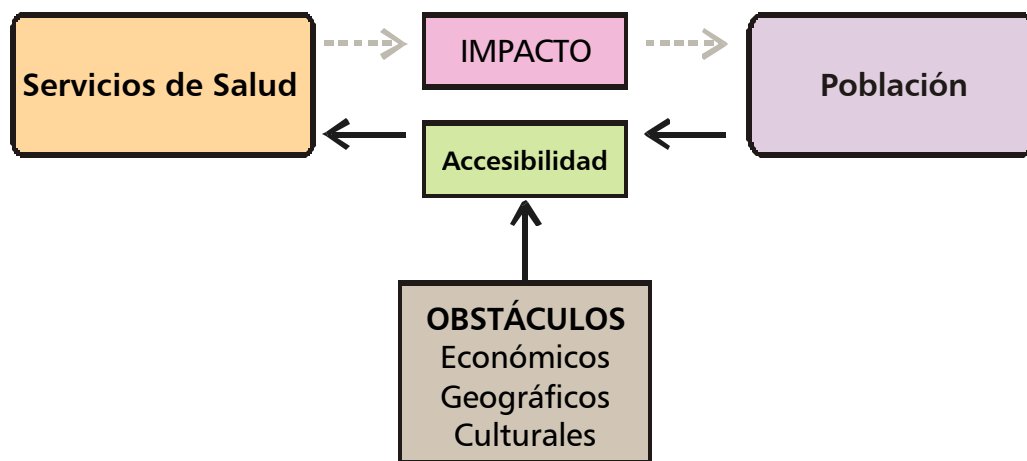 Servicios de Salud
IMPACTO
Población
Accesibilidad
OBSTÁCULOS
Económicos
Geográficos
Culturales